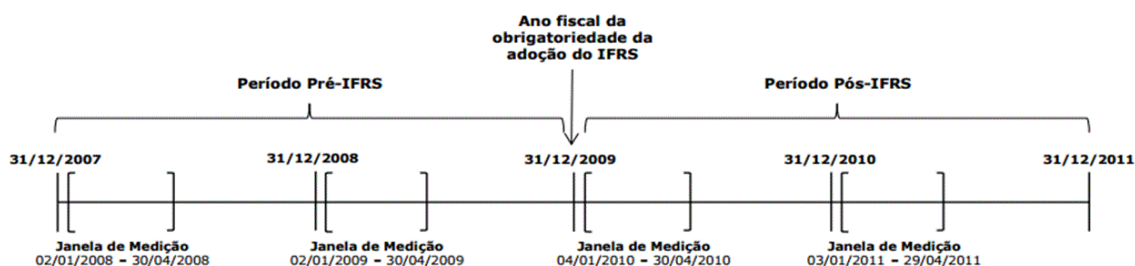 Ano fiscal da
obrigatoriedade da
adoção do IFRS
Período Pré-IFRS
Período Pós-IFRS
31/12/2007
31/12/2008
31/12/2009
31/12/2010
31/12/2011
Janela de Medição
02/01/2008 – 30/04/2008
Janela de Medição
02/01/2009 – 30/04/2009
Janela de Medição
04/01/2010 – 30/04/2010
Janela de Medição
03/01/2011 – 29/04/2011